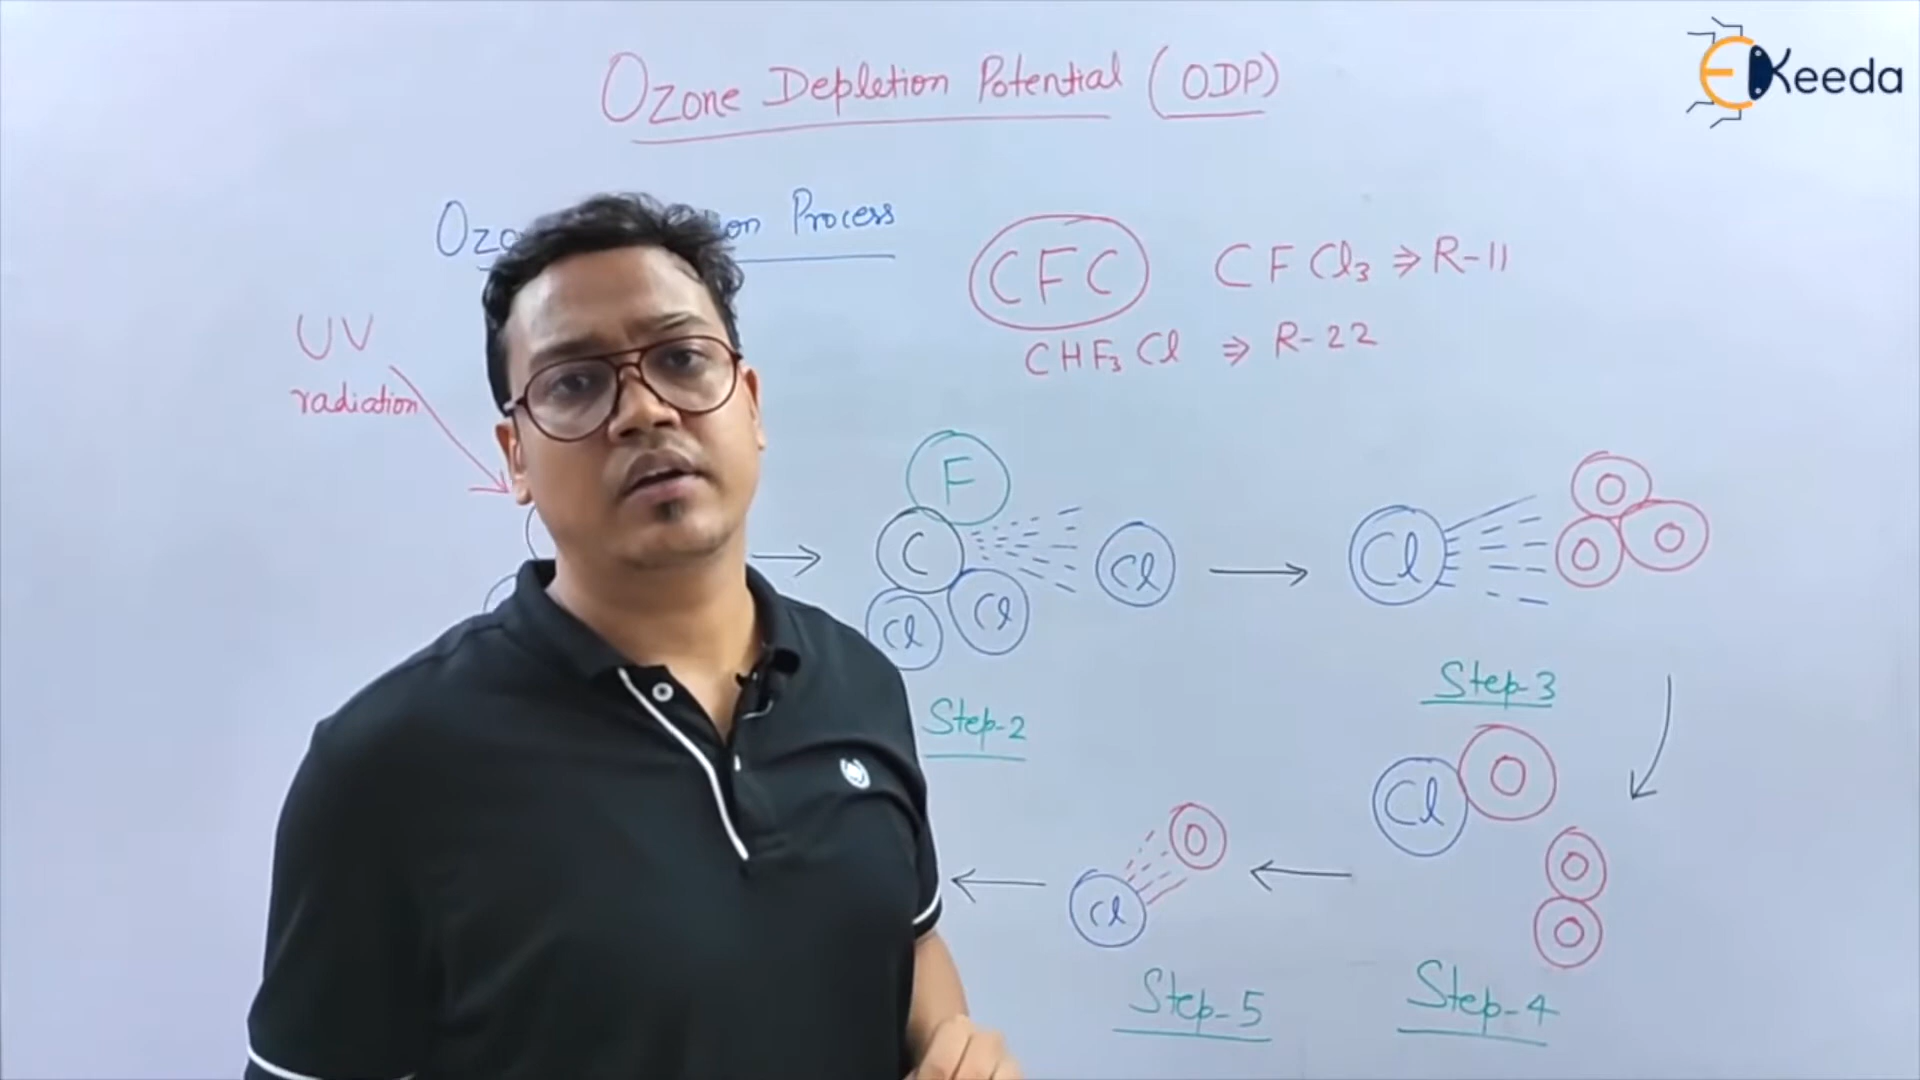 Ozone Depletion Potential (ODP)
EKeeda
Process
CFC CFCl₃ ⇒ R-11
CHF₃Cl ⇒ R-22
UV
radiation
F
C
Cl Cl
Cl
Cl
O
O O
Step-2
Step-3
Cl O
O
O
Cl O
Step-5
Step-4